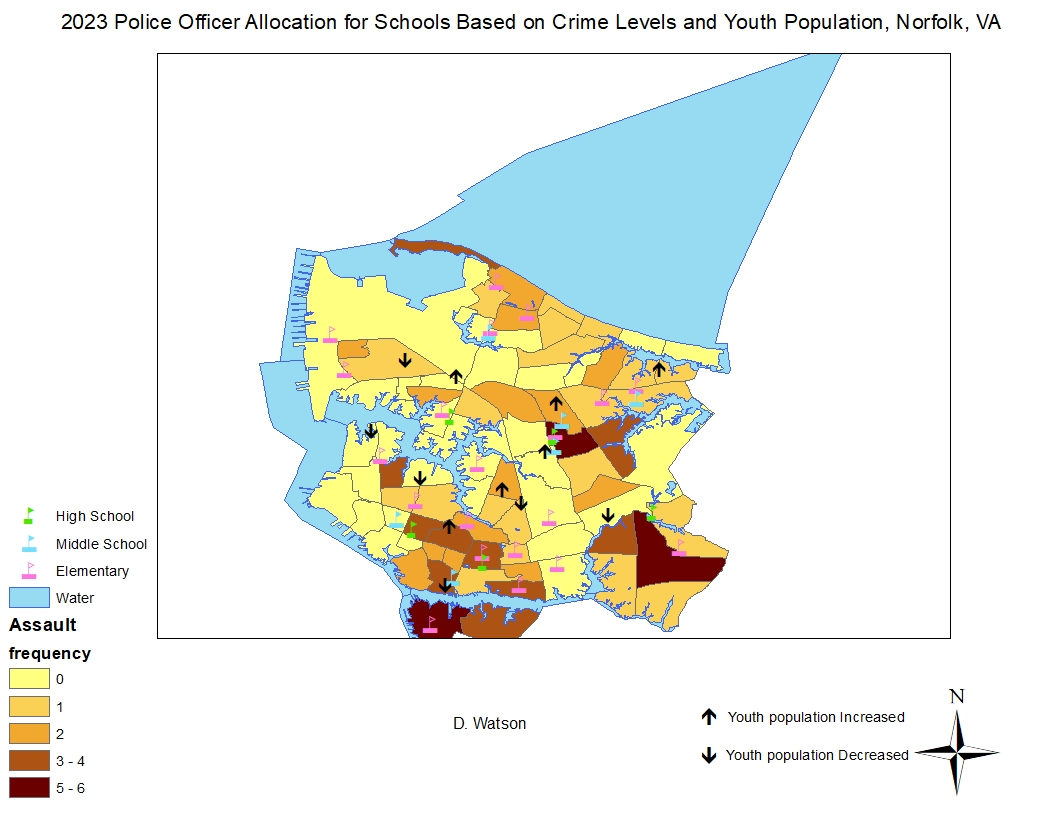 2023 Police Officer Allocation for Schools Based on Crime Levels and Youth Population, Norfolk, VA
High School
Middle School
Elementary
Water
Assault
frequency
0
1
2
3 - 4
5 - 6
D. Watson
Youth population Increased
Youth population Decreased
N